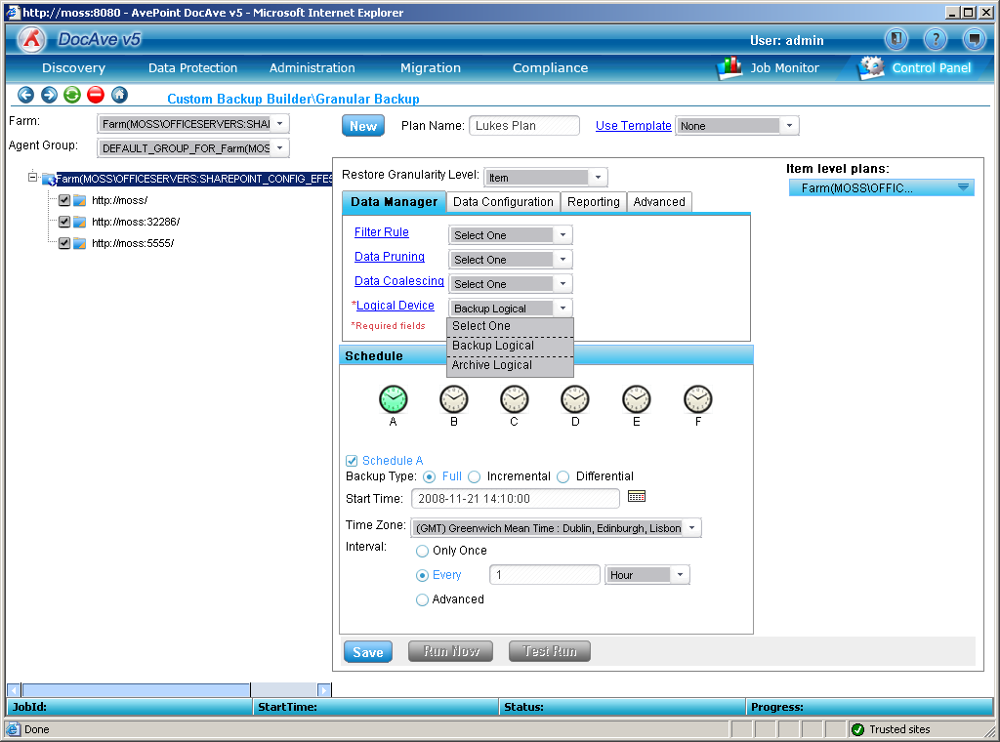 http://moss:8080 - AvePoint DocAve v5 - Microsoft Internet Explorer
DocAve v5
User: admin
Discovery Data Protection Administration Migration Compliance Job Monitor Control Panel
Custom Backup Builder\Granular Backup
Farm: Farm(MOSS\OFFICESERVERS:SHAI
Agent Group: DEFAULT_GROUP_FOR_Farm(MOS
New Plan Name: Lukes Plan Use Template None
Farm(MOSS\OFFICESERVERS:SHAREPOINT_CONFIG_EFE5
http://moss/
http://moss:32286/
http://moss:5555/
Restore Granularity Level: Item
Item level plans:
Farm(MOSS\OFFIC...
Data Manager Data Configuration Reporting Advanced
Filter Rule Select One
Data Pruning Select One
Data Coalescing Select One
*Logical Device Backup Logical
*Required fields
Select One
Backup Logical
Archive Logical
Schedule
A B C D E F
Schedule A
Backup Type: Full Incremental Differential
Start Time: 2008-11-21 14:10:00
Time Zone: (GMT) Greenwich Mean Time : Dublin, Edinburgh, Lisbon
Interval: Only Once
Every 1 Hour
Advanced
Save Run Now Test Run
JobId: StartTime: Status: Progress:
Done Trusted sites